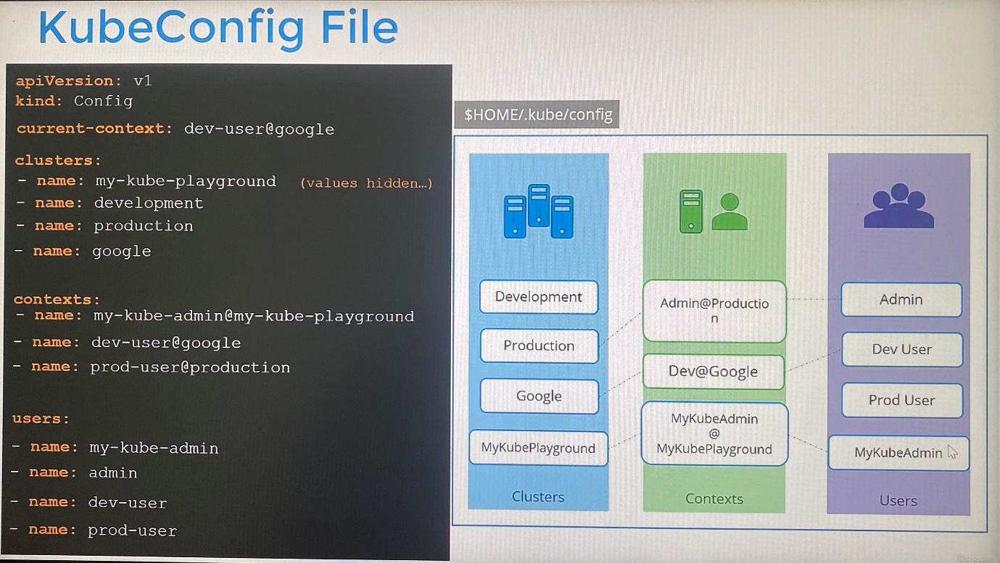 KubeConfig File
apiVersion: v1
kind: Config
current-context: dev-user@google
clusters:
- name: my-kube-playground (values hidden…)
- name: development
- name: production
- name: google
contexts:
- name: my-kube-admin@my-kube-playground
- name: dev-user@google
- name: prod-user@production
users:
- name: my-kube-admin
- name: admin
- name: dev-user
- name: prod-user
$HOME/.kube/config
Development
Production
Google
MyKubePlayground
Clusters
Admin@Productio
n
Dev@Google
MyKubeAdmin
@
MyKubePlayground
Contexts
Admin
Dev User
Prod User
MyKubeAdmin
Users